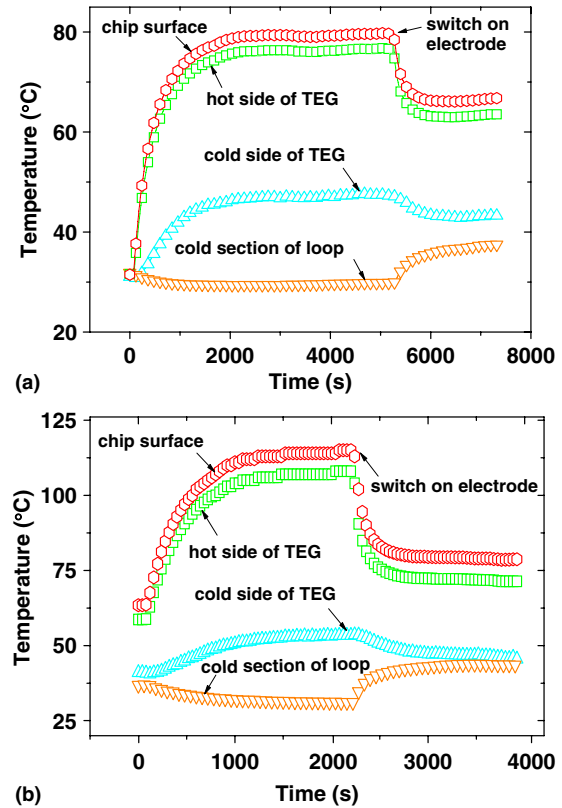 80
60
40
20
Temperature (°C)
chip surface
switch on
electrode
hot side of TEG
cold side of TEG
cold section of loop
0
2000
4000
6000
8000
Time (s)
(a)
125
100
75
50
25
Temperature (°C)
chip surface
switch on electrode
hot side of TEG
cold side of TEG
cold section of loop
0
1000
2000
3000
4000
Time (s)
(b)